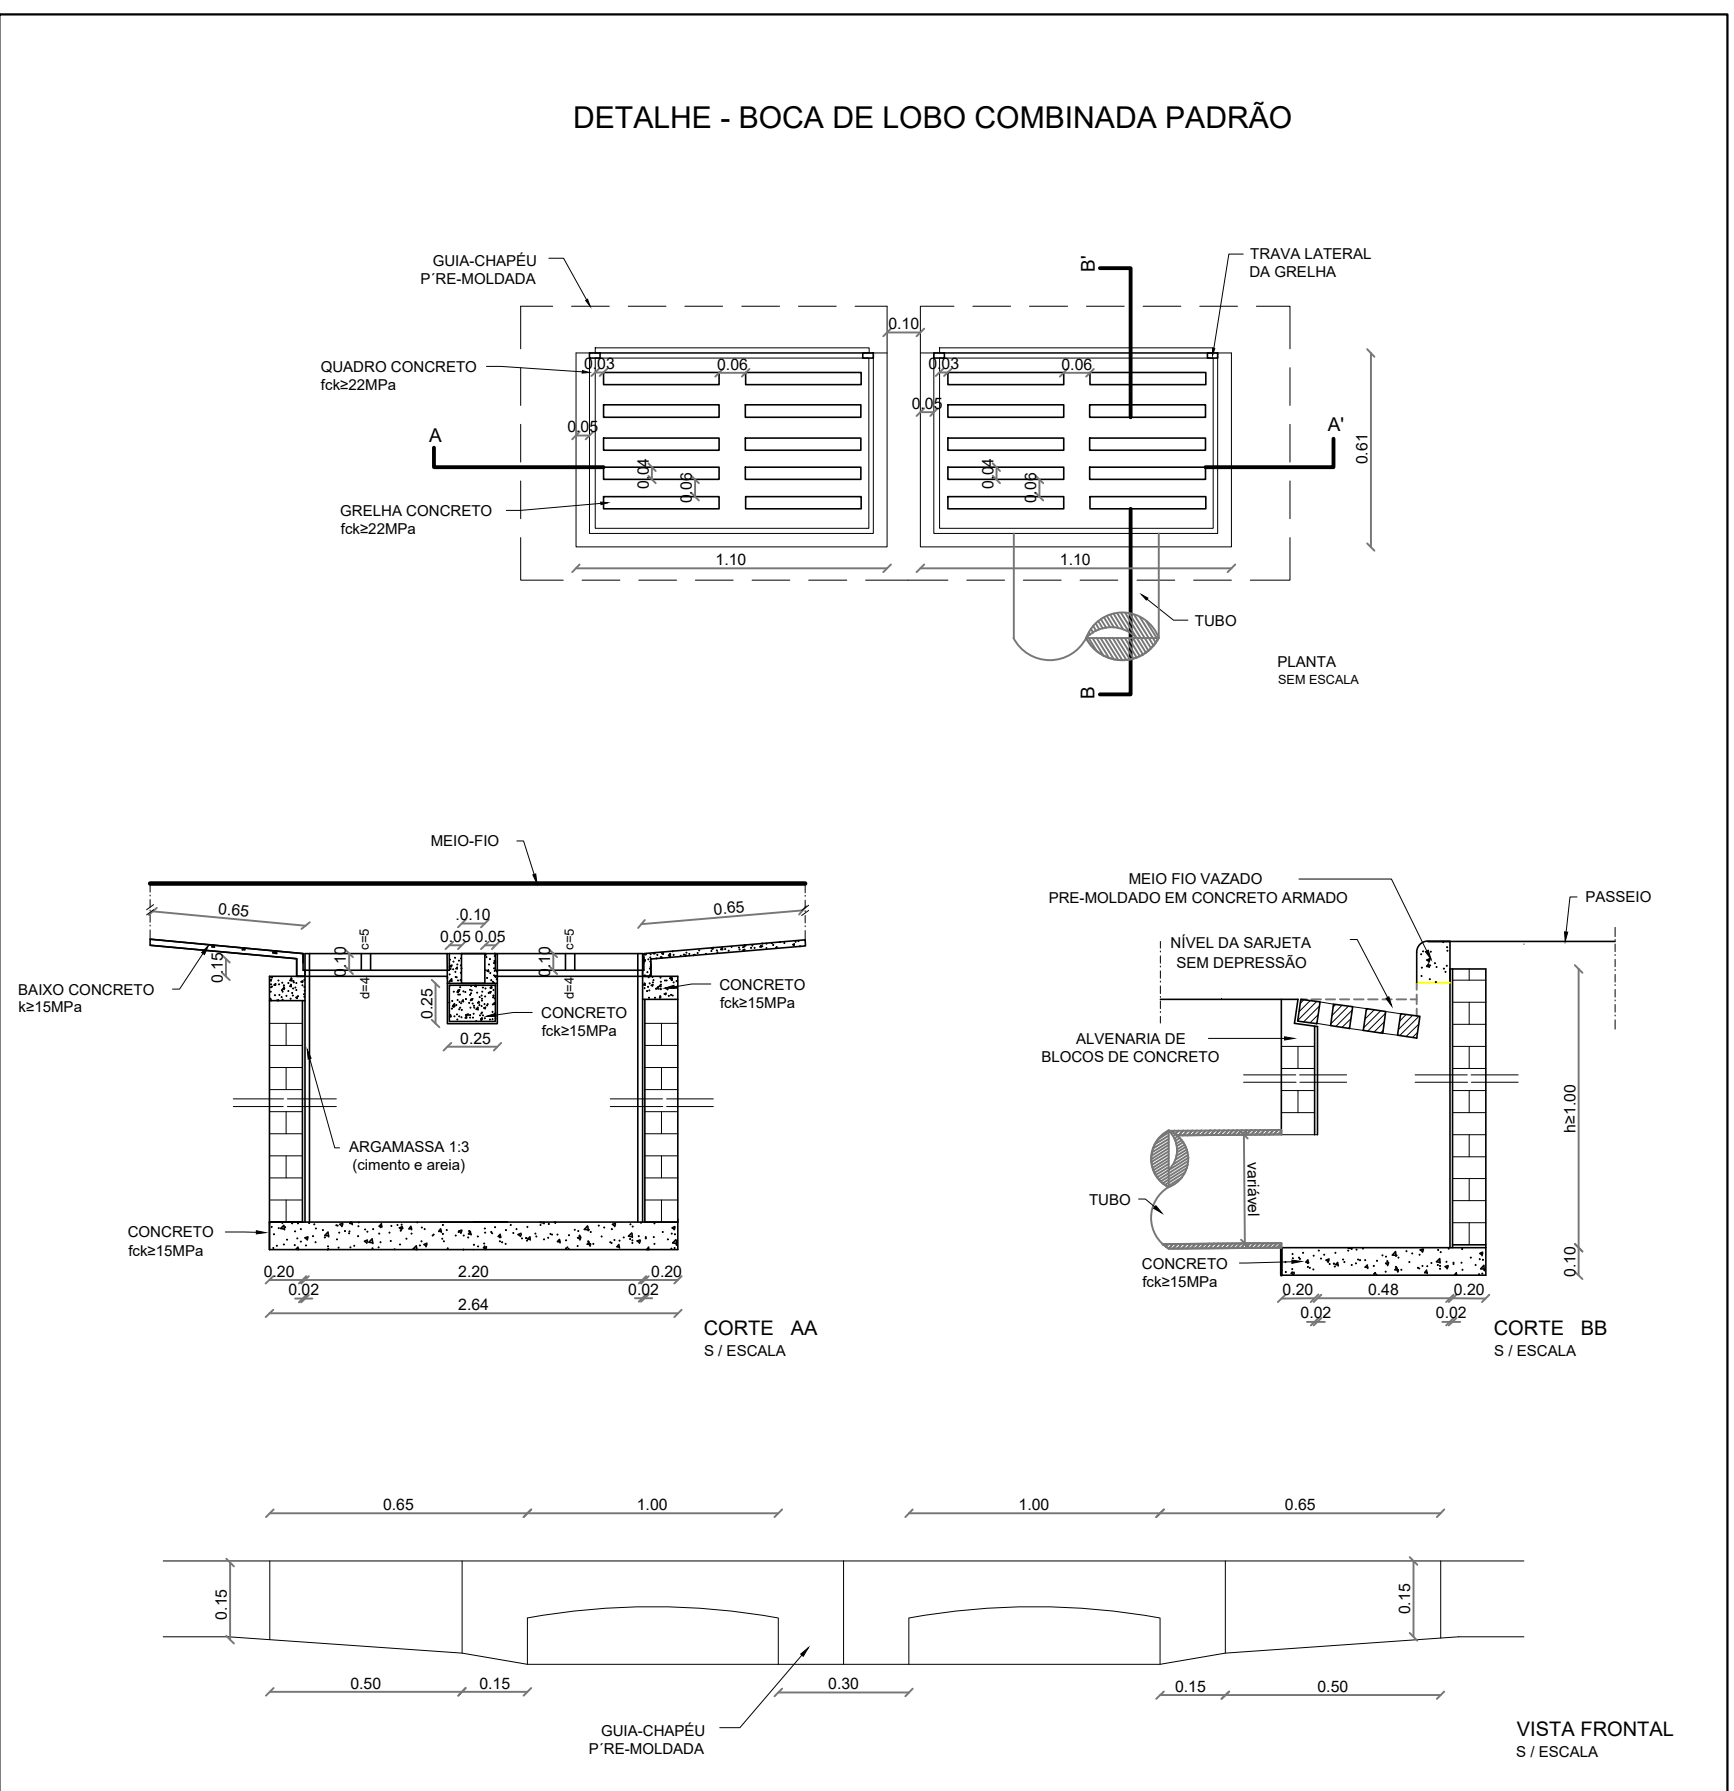 DETALHE - BOCA DE LOBO COMBINADA PADRÃO
GUIA-CHAPÉU
P´RE-MOLDADA
B'
TRAVA LATERAL
DA GRELHA
0.10
QUADRO CONCRETO
fck≥22MPa
0.03
0.06
0.03
0.06
0.05
0.05
A
A'
0.61
0.04
0.06
0.04
0.06
GRELHA CONCRETO
fck≥22MPa
1.10
1.10
TUBO
B
PLANTA
SEM ESCALA
MEIO-FIO
0.65
.0.10
0.65
0.05
0.05
0.10
c=5
0.10
c=5
0.15
d=4
d=4
BAIXO CONCRETO
k≥15MPa
0.25
CONCRETO
fck≥15MPa
CONCRETO
fck≥15MPa
0.25
ARGAMASSA 1:3
(cimento e areia)
CONCRETO
fck≥15MPa
0.20
2.20
0.20
0.02
0.02
2.64
CORTE AA
S / ESCALA
MEIO FIO VAZADO
PRE-MOLDADO EM CONCRETO ARMADO
PASSEIO
NÍVEL DA SARJETA
SEM DEPRESSÃO
ALVENARIA DE
BLOCOS DE CONCRETO
h≥1.00
variável
TUBO
CONCRETO
fck≥15MPa
0.10
0.20
0.48
0.20
0.02
0.02
CORTE BB
S / ESCALA
0.65
1.00
1.00
0.65
0.15
0.15
0.50
0.15
0.30
0.15
0.50
GUIA-CHAPÉU
P´RE-MOLDADA
VISTA FRONTAL
S / ESCALA